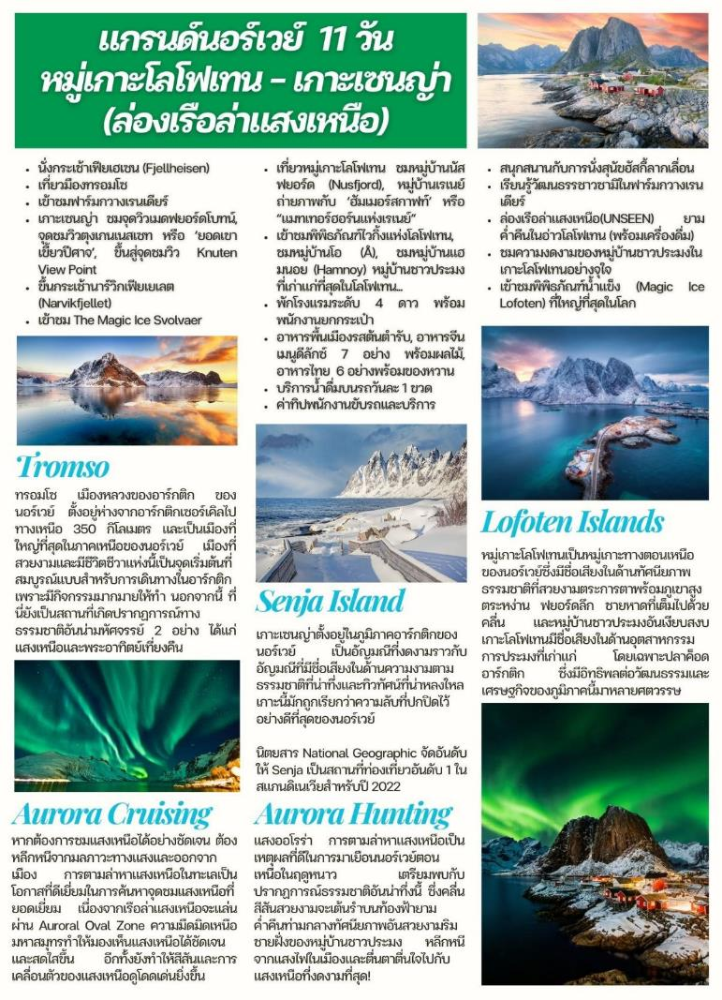 แกรนด์นอร์เวย์ 11 วัน
หมู่เกาะโลโฟเทน – เกาะเซนญ่า
(ล่องเรือล่าแสงเหนือ)
• นั่งกระเช้าเฟียเฮเซน (Fjellheisen)
• เที่ยวเมืองทรอมโซ
• เข้าชมฟาร์มกวางเรนเดียร์
• เกาะเซนญ่า ชมจุดวิวเมดฟยอร์ดโบทน์,
จุดชมวิวตุงเกนเนสเซท หรือ ‘ยอดเขา
เขี้ยวปีศาจ’, ขึ้นสู่จุดชมวิว Knuten
View Point
• ขึ้นกระเช้านาร์วิกเฟียเยเลต
(Narvikfjellet)
• เข้าชม The Magic Ice Svolvaer
• เที่ยวหมู่เกาะโลโฟเทน ชมหมู่บ้านนัส
ฟยอร์ด (Nusfjord), หมู่บ้านเรเน่ย์
ถ่ายภาพกับ ‘ฮัมเมอร์สกาฟท์’ หรือ
“แมทเทอร์ฮอร์นแห่งเรเน่ย์”
• เข้าชมพิพิธภัณฑ์ไวกิ้งแห่งโลโฟเทน,
ชมหมู่บ้านโอ (Å), ชมหมู่บ้านแฮ
มนอย (Hamnoy) หมู่บ้านชาวประมง
ที่เก่าแก่ที่สุดในโลโฟเทน...
• พักโรงแรมระดับ 4 ดาว พร้อม
พนักงานยกกระเป๋า
• อาหารพื้นเมืองรสต้นตำรับ, อาหารจีน
เมนูดีลักซ์ 7 อย่าง พร้อมผลไม้,
อาหารไทย 6 อย่างพร้อมของหวาน
• บริการน้ำดื่มบนรถวันละ 1 ขวด
• ค่าทิปพนักงานขับรถและบริการ
• สนุกสนานกับการนั่งสุนัขฮัสกี้ลากเลื่อน
• เรียนรู้วัฒนธรรชาวซามิในฟาร์มกวางเรน
เดียร์
• ล่องเรือล่าแสงเหนือ(UNSEEN) ยาม
ค่ำคืนในอ่าวโลโฟเทน (พร้อมเครื่องดื่ม)
• ชมความงดงามของหมู่บ้านชาวประมงใน
เกาะโลโฟเทนอย่างจุใจ
• เข้าชมพิพิธภัณฑ์น้ำแข็ง (Magic Ice
Lofoten) ที่ใหญ่ที่สุดในโลก
Tromso
ทรอมโซ เมืองหลวงของอาร์กติก ของ
นอร์เวย์ ตั้งอยู่ห่างจากอาร์กติกเซอร์เคิลไป
ทางเหนือ 350 กิโลเมตร และเป็นเมืองที่
ใหญ่ที่สุดในภาคเหนือของนอร์เวย์ เมืองที่
สวยงามและมีชีวิตชีวาแห่งนี้เป็นจุดเริ่มต้นที่
สมบูรณ์แบบสำหรับการเดินทางในอาร์กติก
เพราะมีกิจกรรมมากมายให้ทำ นอกจากนี้ ที่
นี่ยังเป็นสถานที่เกิดปรากฏการณ์ทาง
ธรรมชาติอันน่ามหัศจรรย์ 2 อย่าง ได้แก่
แสงเหนือและพระอาทิตย์เที่ยงคืน
Senja Island
เกาะเซนญ่าตั้งอยู่ในภูมิภาคอาร์กติกของ
นอร์เวย์ เป็นอัญมณีที่งดงามราวกับ
อัญมณีที่มีชื่อเสียงในด้านความงามตาม
ธรรมชาติที่น่าทึ่งและทิวทัศน์ที่น่าหลงใหล
เกาะนี้มักถูกเรียกว่าความลับที่ปกปิดไว้
อย่างดีที่สุดของนอร์เวย์
นิตยสาร National Geographic จัดอันดับ
ให้ Senja เป็นสถานที่ท่องเที่ยวอันดับ 1 ใน
สแกนดิเนเวียสำหรับปี 2022
Lofoten Islands
หมู่เกาะโลโฟเทนเป็นหมู่เกาะทางตอนเหนือ
ของนอร์เวย์ซึ่งมีชื่อเสียงในด้านทัศนียภาพ
ธรรมชาติที่สวยงามตระการตาพร้อมภูเขาสูง
ตระหง่าน ฟยอร์ดลึก ชายหาดที่เต็มไปด้วย
คลื่น และหมู่บ้านชาวประมงอันเงียบสงบ
เกาะโลโฟเทนมีชื่อเสียงในด้านอุตสาหกรรม
การประมงที่เก่าแก่ โดยเฉพาะปลาค็อด
อาร์กติก ซึ่งมีอิทธิพลต่อวัฒนธรรมและ
เศรษฐกิจของภูมิภาคนี้มาหลายศตวรรษ
Aurora Cruising
หากต้องการชมแสงเหนือได้อย่างชัดเจน ต้อง
หลีกหนีจากมลภาวะทางแสงและออกจาก
เมือง การตามล่าหาแสงเหนือในทะเลเป็น
โอกาสที่ดีเยี่ยมในการค้นหาจุดชมแสงเหนือที่
ยอดเยี่ยม เนื่องจากเรือล่าแสงเหนือจะแล่น
ผ่าน Auroral Oval Zone ความมืดมิดเหนือ
มหาสมุทรทำให้มองเห็นแสงเหนือได้ชัดเจน
และสดใสขึ้น อีกทั้งยังทำให้สีสันและการ
เคลื่อนตัวของแสงเหนือดูโดดเด่นยิ่งขึ้น
Aurora Hunting
แสงออโรร่า การตามล่าหาแสงเหนือเป็น
เหตุผลที่ดีในการมาเยือนนอร์เวย์ตอน
เหนือในฤดูหนาว เตรียมพบกับ
ปรากฏการณ์ธรรมชาติอันน่าทึ่งนี้ ซึ่งคลื่น
สีสันสวยงามจะเต้นรำบนท้องฟ้ายาม
ค่ำคืนท่ามกลางทัศนียภาพอันสวยงามริม
ชายฝั่งของหมู่บ้านชาวประมง หลีกหนี
จากแสงไฟในเมืองและตื่นตาตื่นใจไปกับ
แสงเหนือที่งดงามที่สุด!